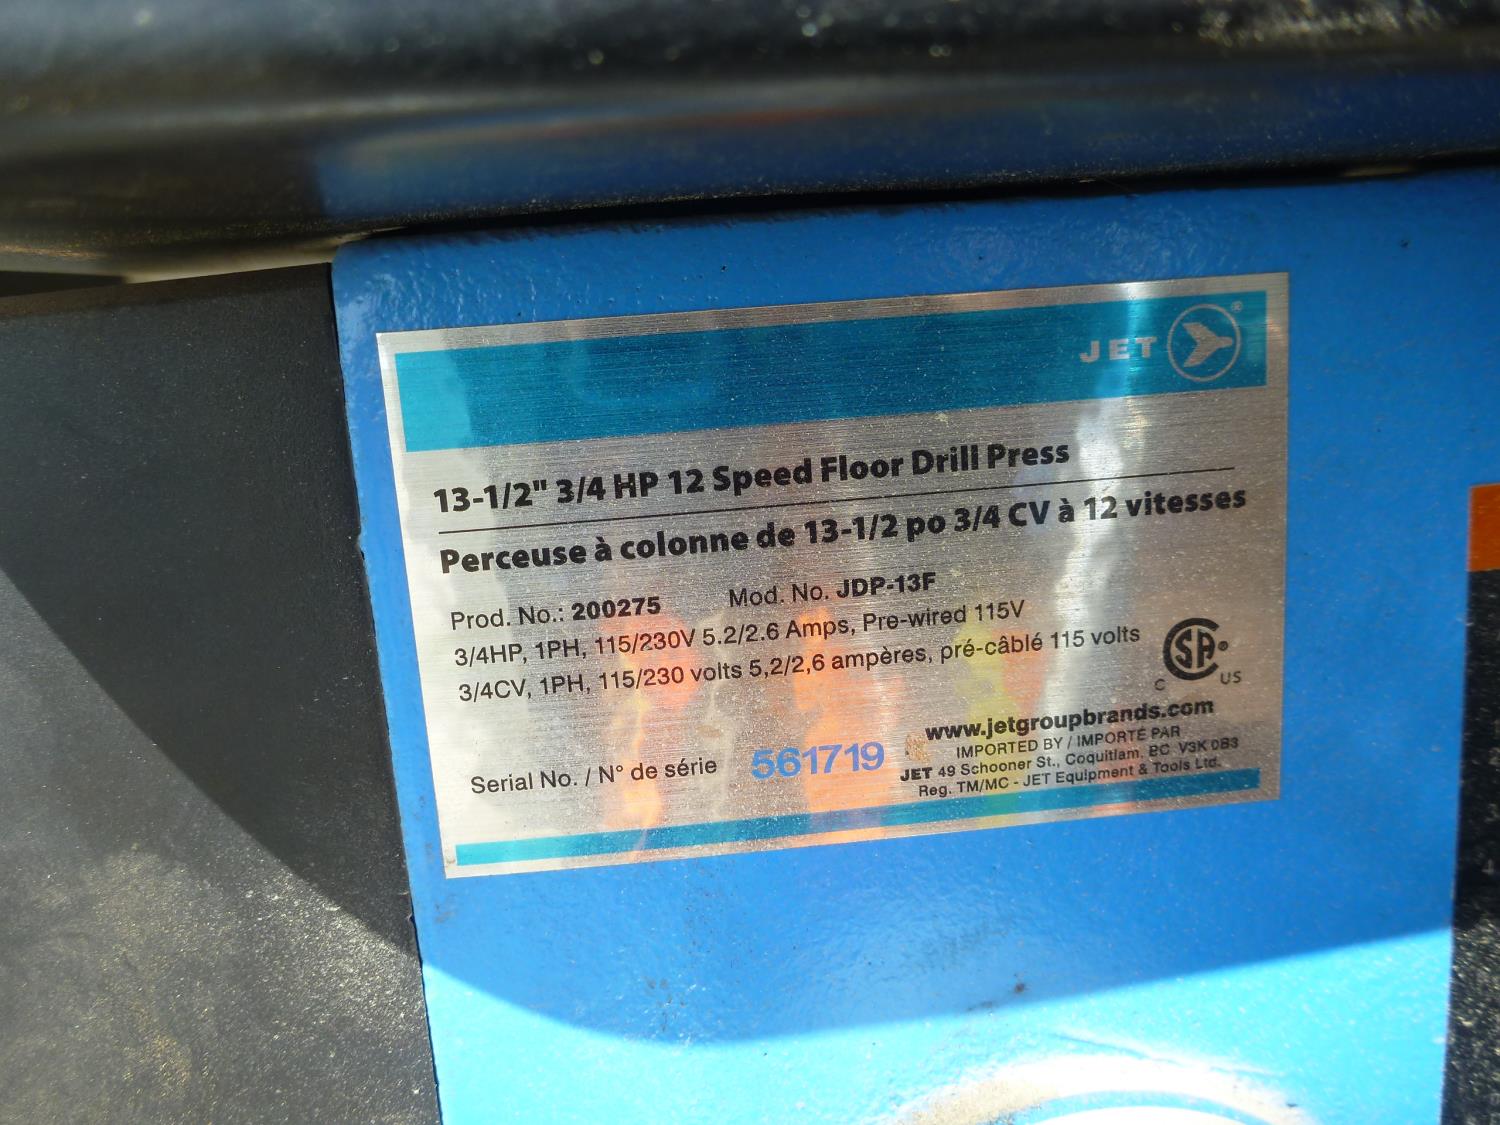 JET ®
13-1/2" 3/4 HP 12 Speed Floor Drill Press
Perceuse à colonne de 13-1/2 po 3/4 CV à 12 vitesses
Prod. No.: 200275 Mod. No. JDP-13F
3/4HP, 1PH, 115/230V 5.2/2.6 Amps, Pre-wired 115V
3/4CV, 1PH, 115/230 volts 5,2/2,6 ampères, pré-câblé 115 volts
C SA ® US
www.jetgroupbrands.com
Serial No. / N° de série 561719
IMPORTED BY / IMPORTÉ PAR
JET 49 Schooner St., Coquitlam, BC V3K 0B3
Reg. TM/MC - JET Equipment & Tools Ltd.